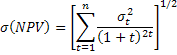 σ(NPV) = [∑_{t=1}^{n} σ_t^2 / (1 + t)^{2t}]^{1/2}